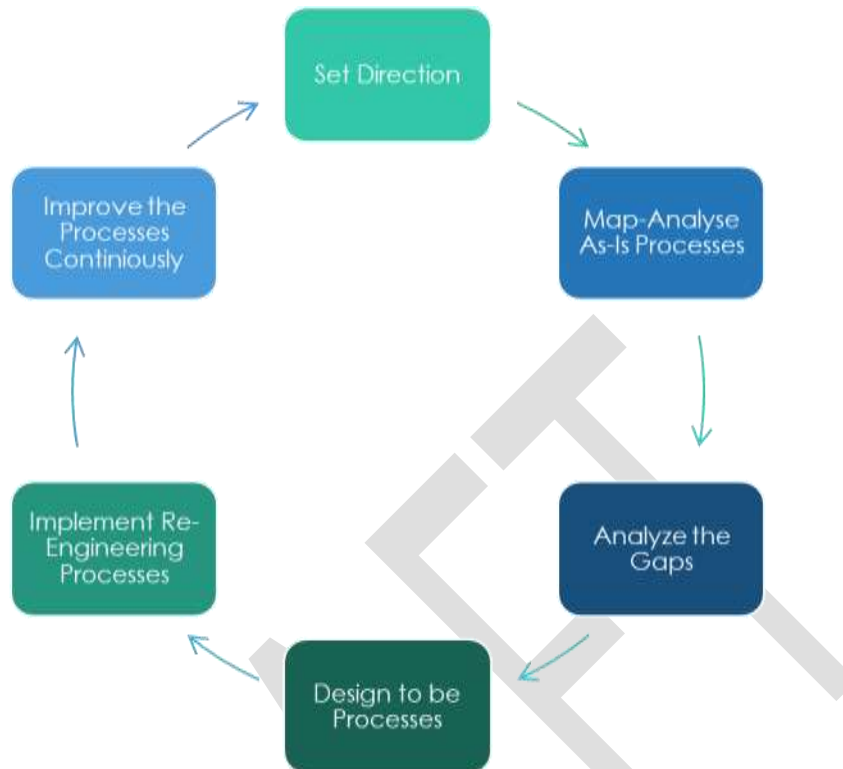 Set Direction
Map-Analyse
As-Is Processes
Analyze the
Gaps
Design to be
Processes
Implement Re-
Engineering
Processes
Improve the
Processes
Continiously